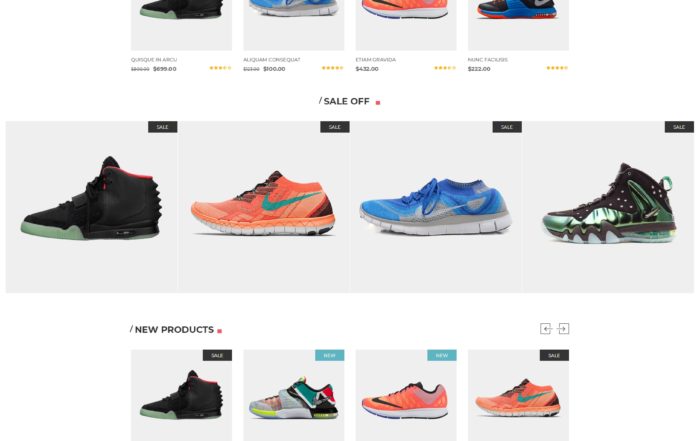 QUISQUE IN ARCU
ALIQUAM CONSEQUAT
ETIAM GRAVIDA
NUNC FACILISIS
$800.00 $699.00
$123.00 $100.00
$432.00
$222.00
/ SALE OFF
SALE
SALE
SALE
SALE
/ NEW PRODUCTS
SALE
NEW
NEW
SALE